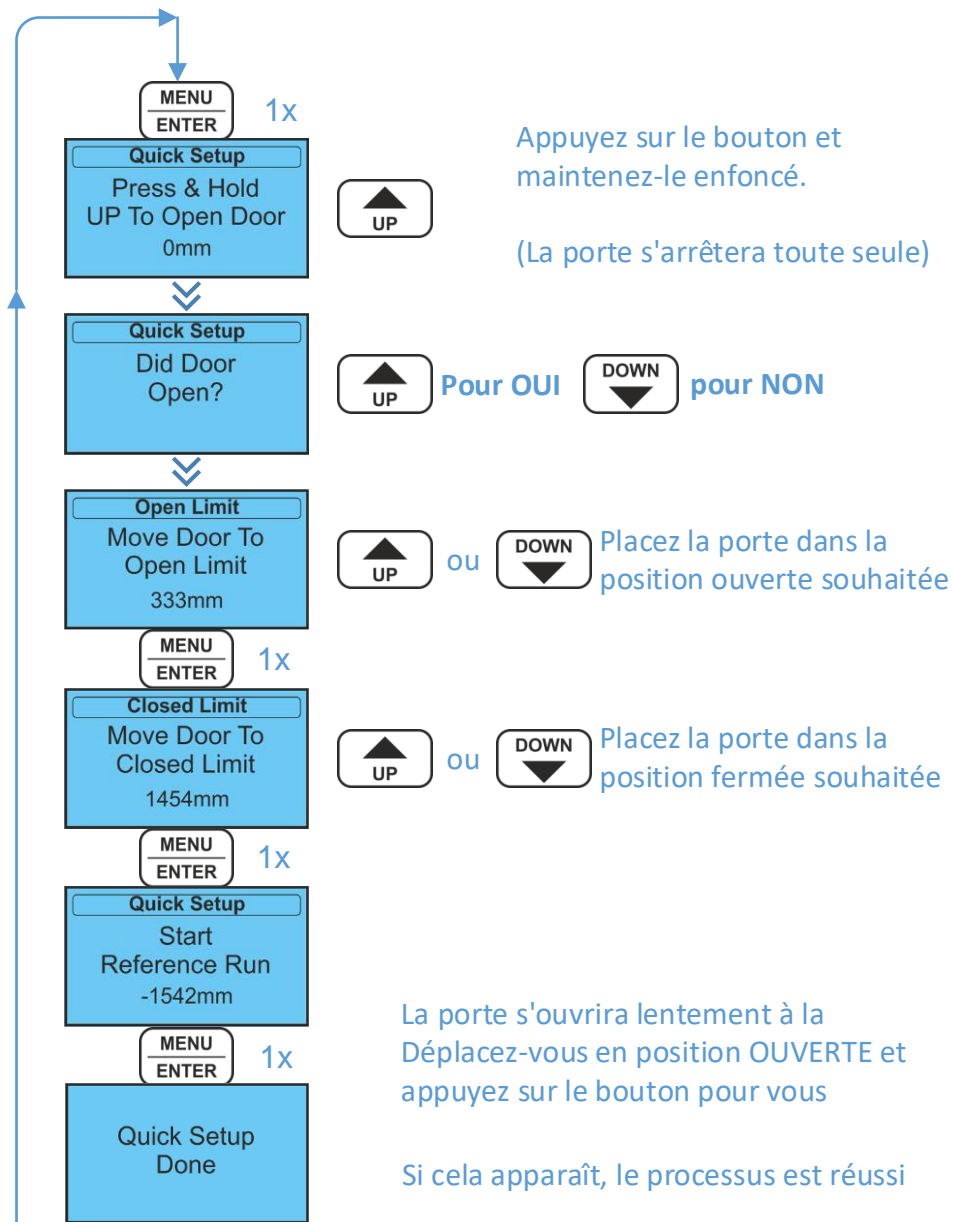 MENU
ENTER
1x
Quick Setup
Press & Hold
UP To Open Door
0mm
UP
Appuyez sur le bouton et
maintenez-le enfoncé.
(La porte s'arrêtera toute seule)
Quick Setup
Did Door
Open?
UP
Pour OUI
DOWN
pour NON
Open Limit
Move Door To
Open Limit
333mm
UP
ou
DOWN
Placez la porte dans la
position ouverte souhaitée
MENU
ENTER
1x
Closed Limit
Move Door To
Closed Limit
1454mm
UP
ou
DOWN
Placez la porte dans la
position fermée souhaitée
MENU
ENTER
1x
Quick Setup
Start
Reference Run
-1542mm
MENU
ENTER
1x
La porte s'ouvrira lentement à la
Déplacez-vous en position OUVERTE et
appuyez sur le bouton pour vous
Quick Setup
Done
Si cela apparaît, le processus est réussi